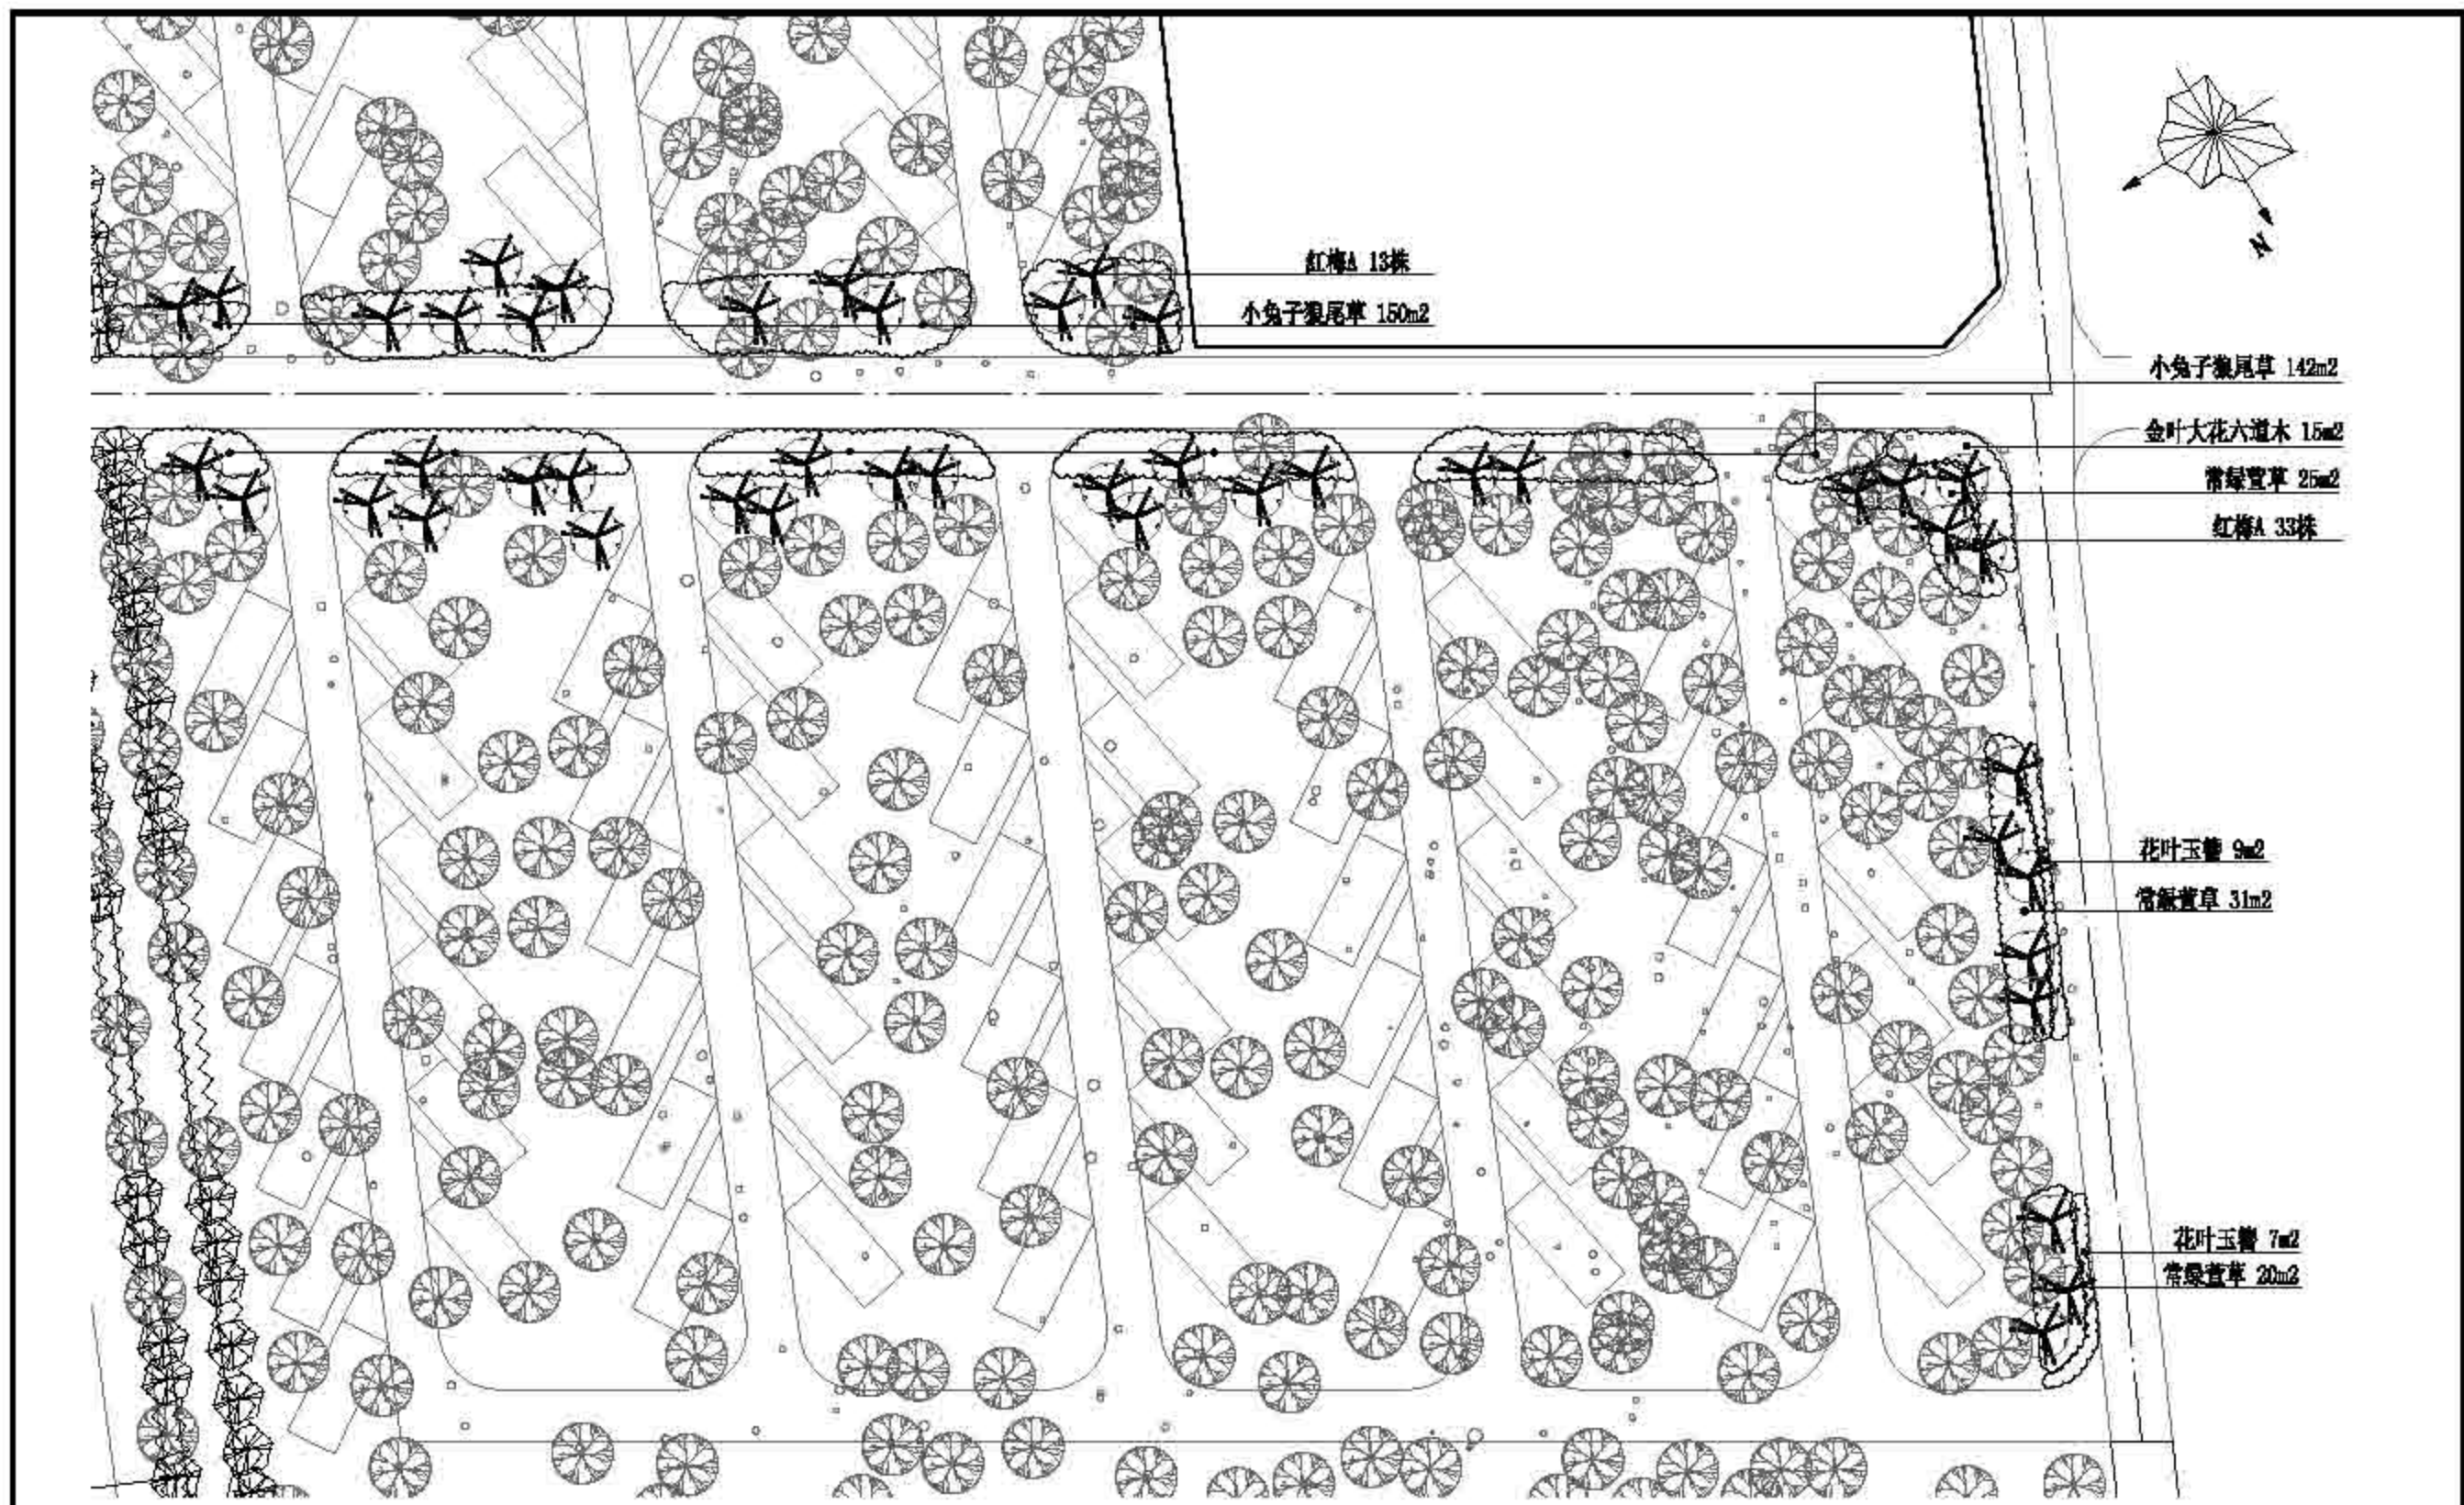 N
红梅A 13株
小兔子狼尾草 150m2
小兔子狼尾草 142m2
金叶大花六道木 15m2
常绿萱草 25m2
红梅A 33株
花叶玉簪 9m2
常绿萱草 31m2
花叶玉簪 7m2
常绿萱草 20m2